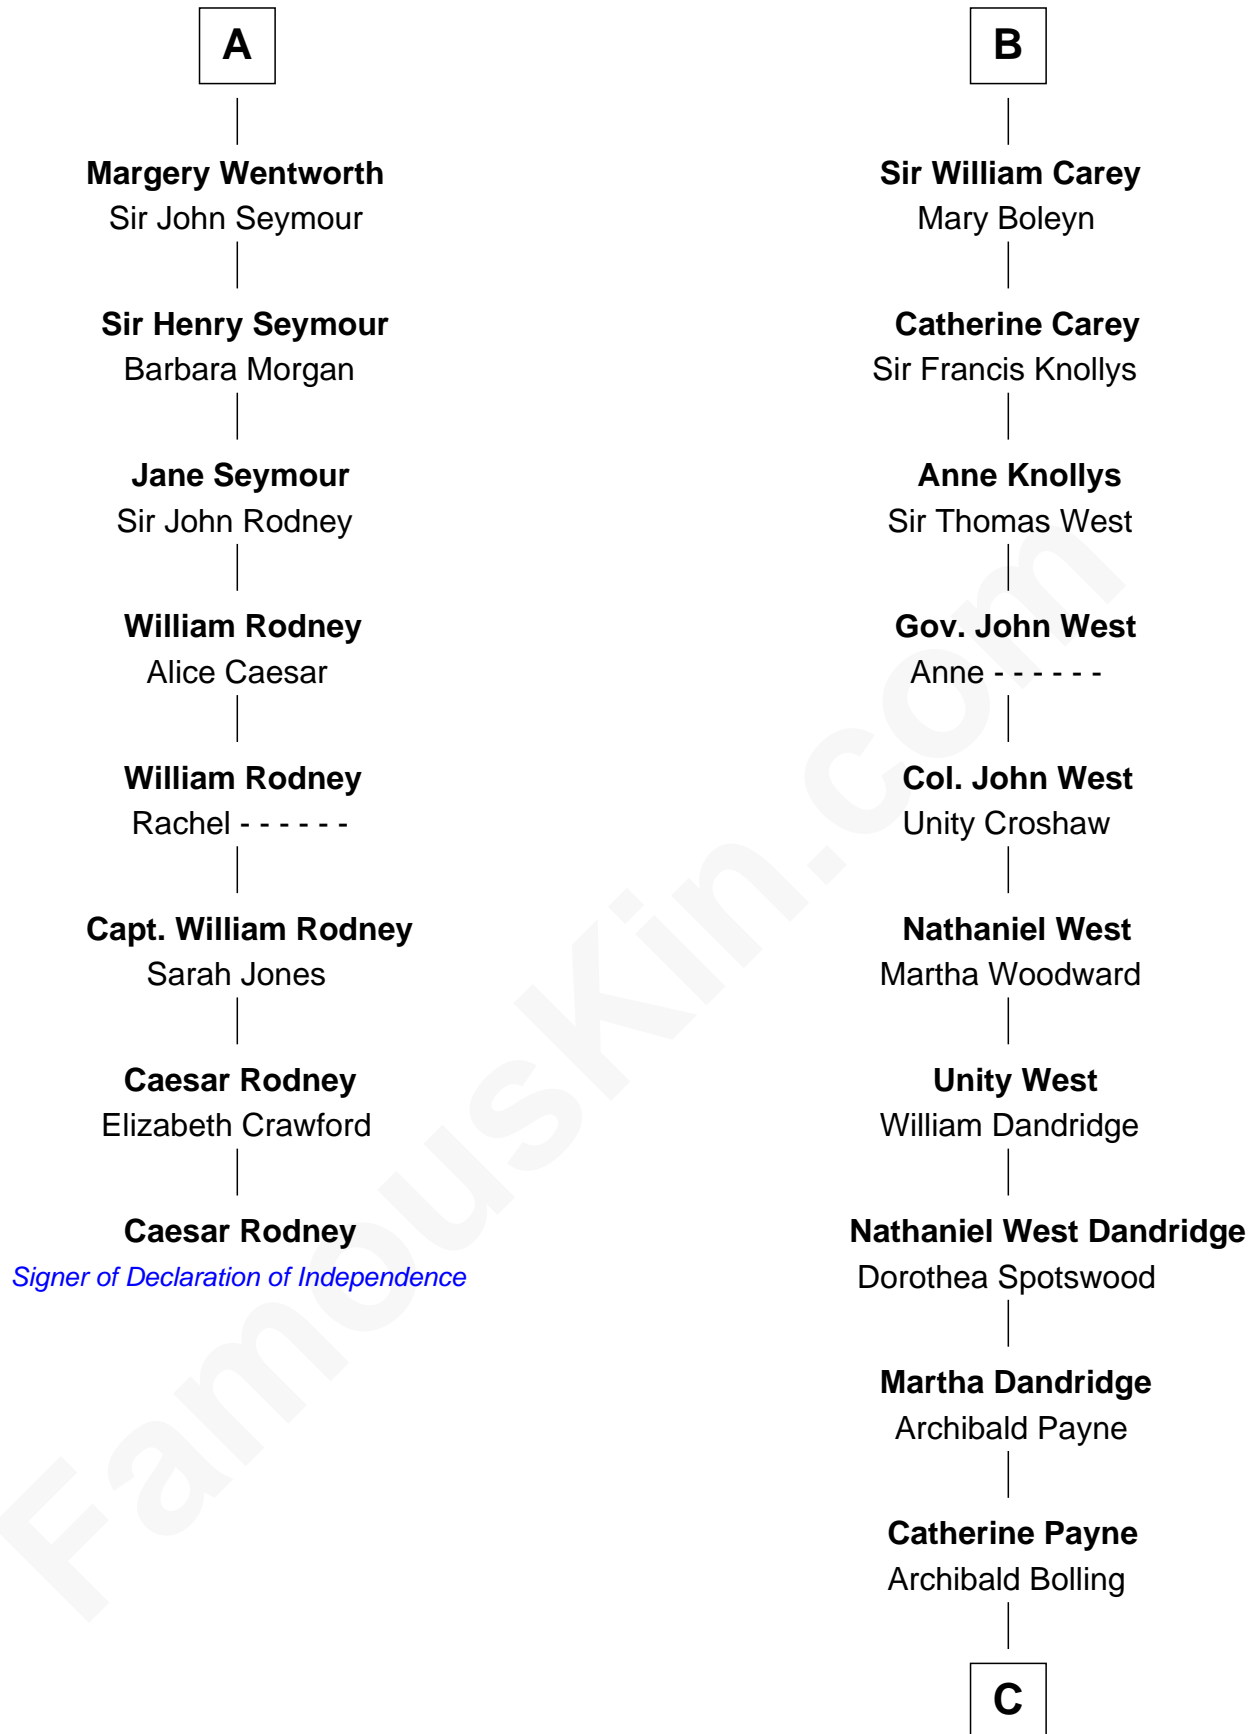 A
Margery Wentworth
Sir John Seymour
Sir Henry Seymour
Barbara Morgan
Jane Seymour
Sir John Rodney
William Rodney
Alice Caesar
William Rodney
Rachel - - - - - -
Capt. William Rodney
Sarah Jones
Caesar Rodney
Elizabeth Crawford
Caesar Rodney
Signer of Declaration of Independence
B
Sir William Carey
Mary Boleyn
Catherine Carey
Sir Francis Knollys
Anne Knollys
Sir Thomas West
Gov. John West
Anne - - - - - -
Col. John West
Unity Croshaw
Nathaniel West
Martha Woodward
Unity West
William Dandridge
Nathaniel West Dandridge
Dorothea Spotswood
Martha Dandridge
Archibald Payne
Catherine Payne
Archibald Bolling
C
FamousKin.com